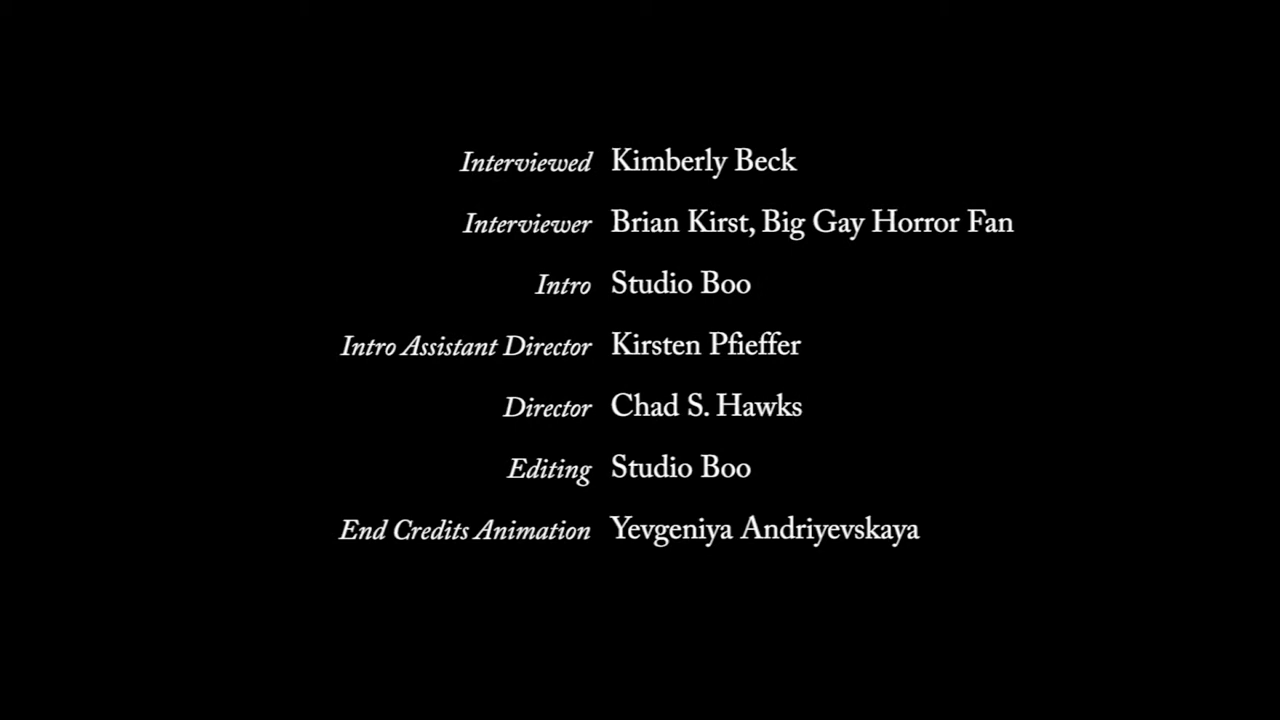 Interviewed Kimberly Beck
Interviewer Brian Kirst, Big Gay Horror Fan
Intro Studio Boo
Intro Assistant Director Kirsten Pfieffer
Director Chad S. Hawks
Editing Studio Boo
End Credits Animation Yevgeniya Andriyevskaya